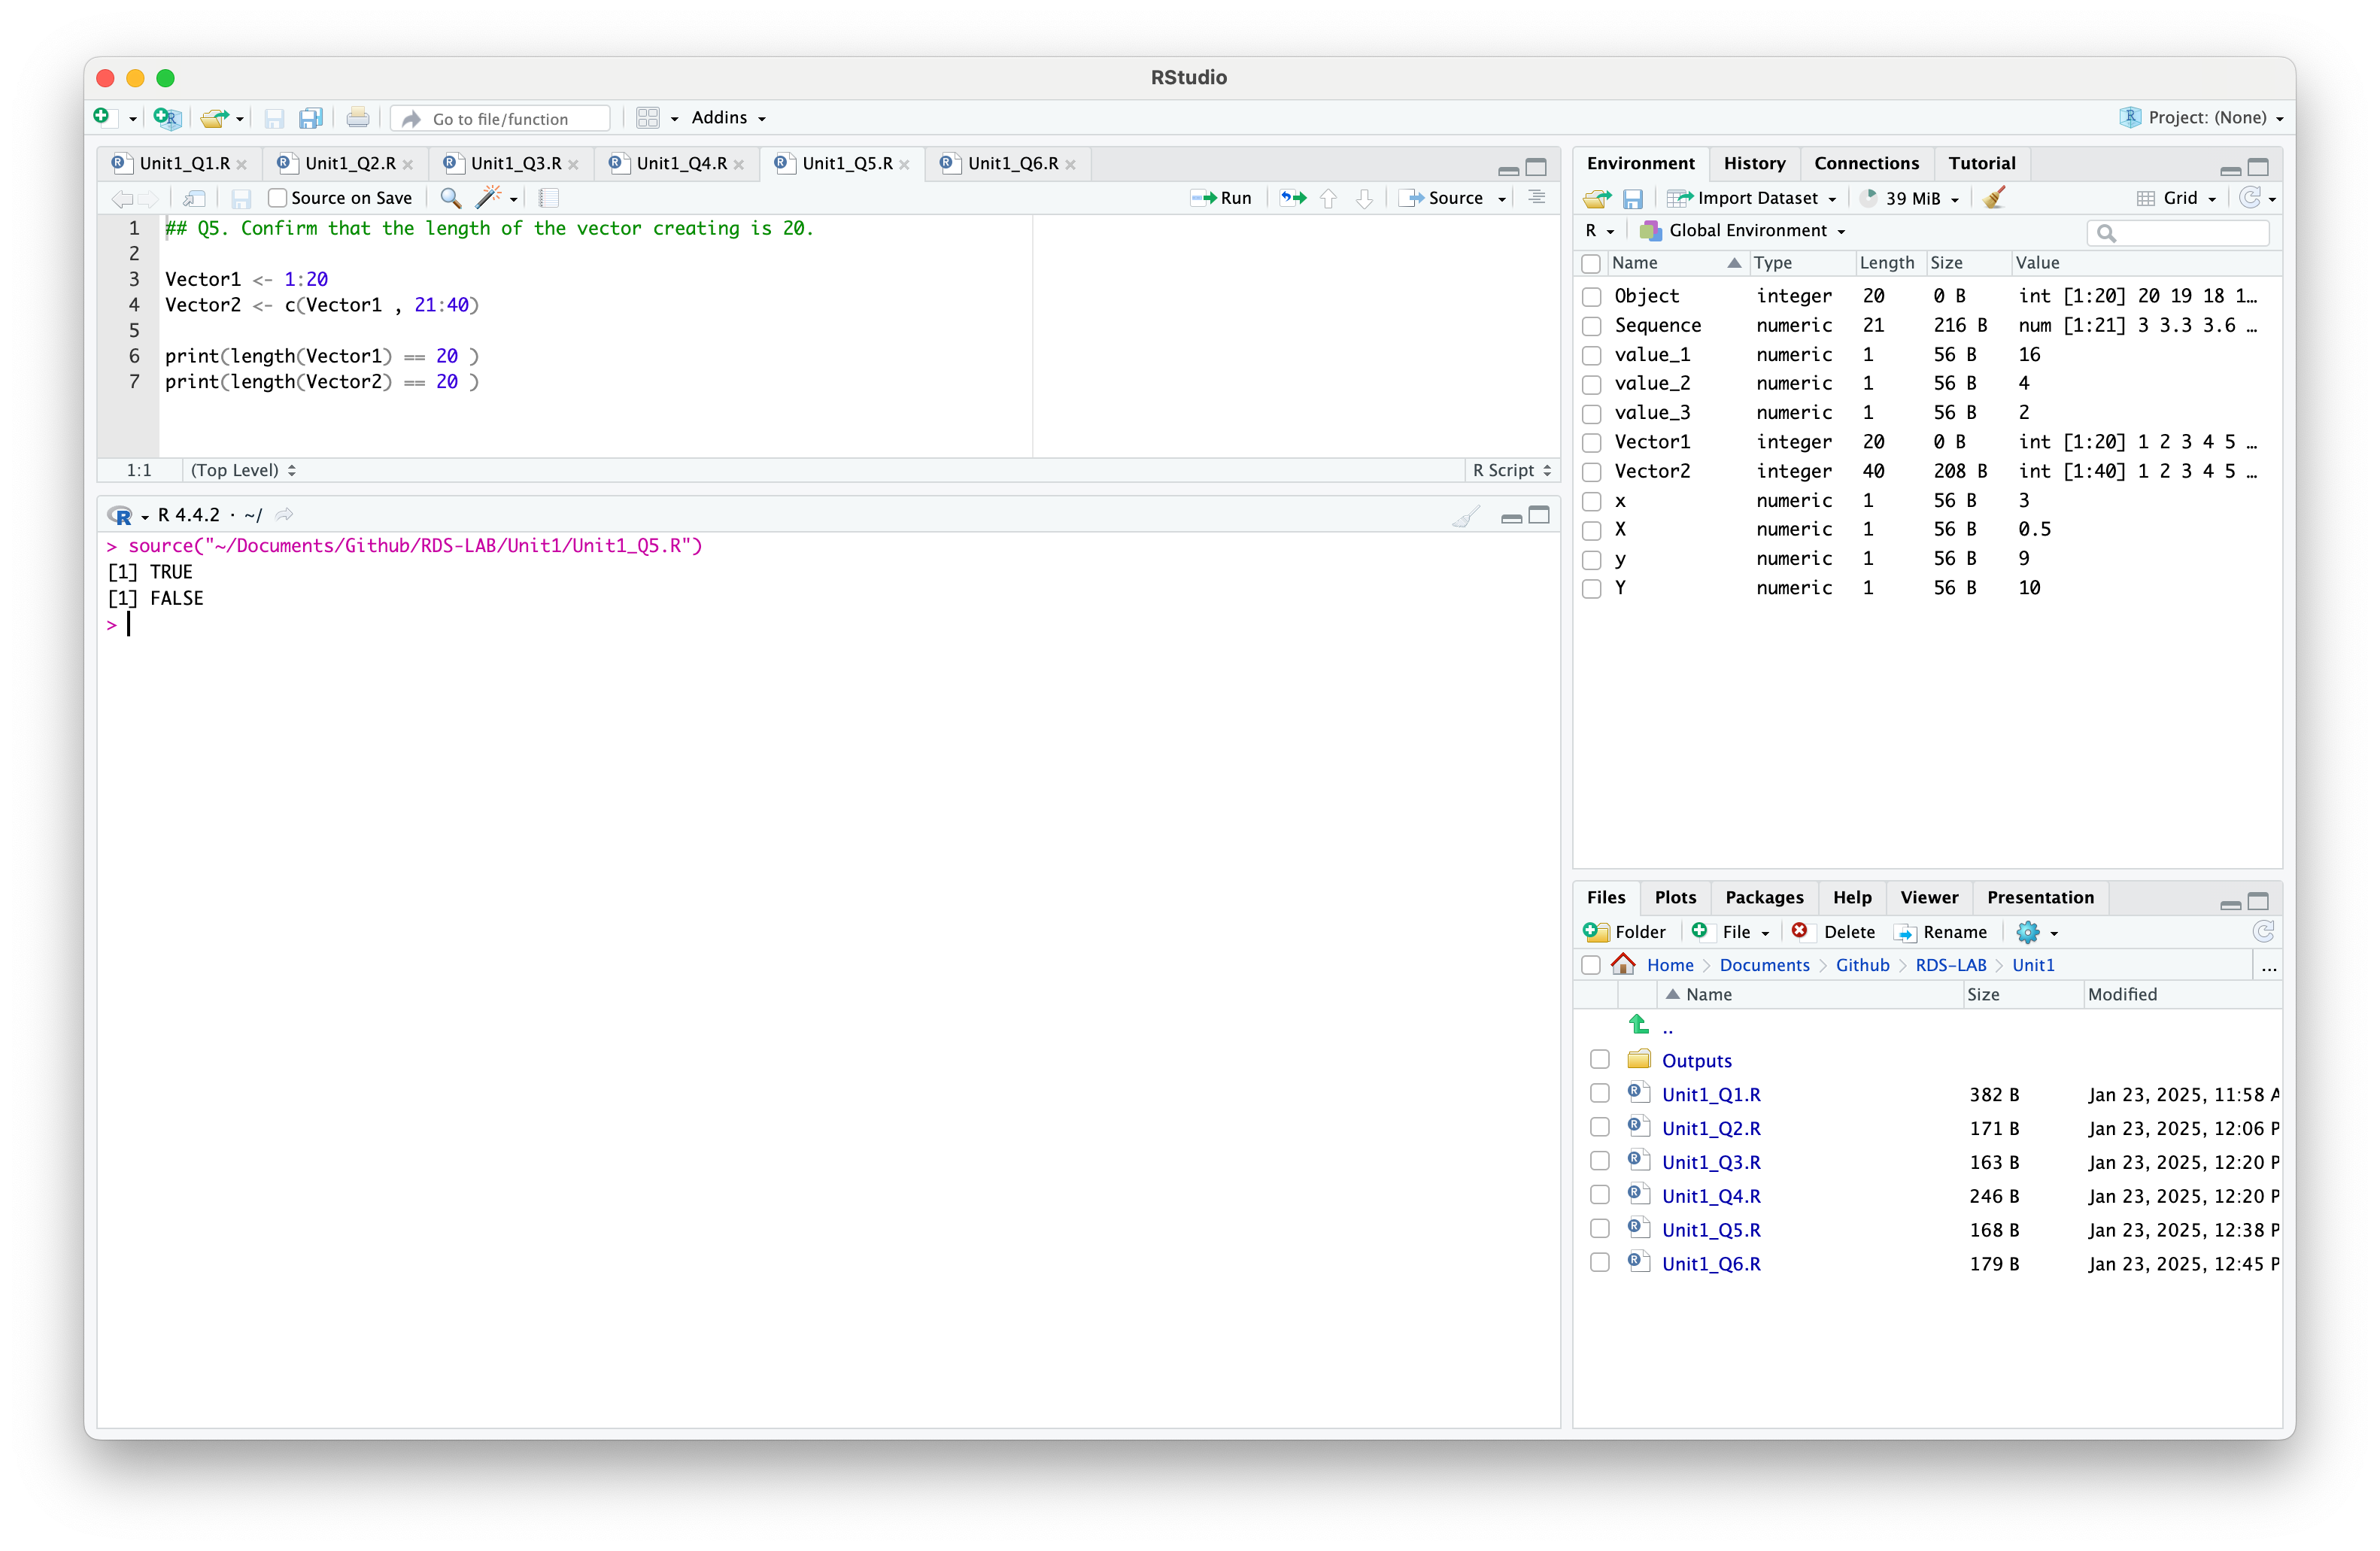 RStudio
Go to file/function
Addins
Project: (None)
Unit1_Q1.R
Unit1_Q2.R
Unit1_Q3.R
Unit1_Q4.R
Unit1_Q5.R
Unit1_Q6.R
Source on Save
Run
Source
1 ## Q5. Confirm that the length of the vector creating is 20.
2
3 Vector1 <- 1:20
4 Vector2 <- c(Vector1 , 21:40)
5
6 print(length(Vector1) == 20 )
7 print(length(Vector2) == 20 )
1:1 (Top Level) R Script
R 4.4.2 · ~/
> source("~/Documents/Github/RDS-LAB/Unit1/Unit1_Q5.R")
[1] TRUE
[1] FALSE
>
Environment History Connections Tutorial
Import Dataset 39 MiB Grid
R Global Environment
Name Type Length Size Value
Object integer 20 0 B int [1:20] 20 19 18 1…
Sequence numeric 21 216 B num [1:21] 3 3.3 3.6 …
value_1 numeric 1 56 B 16
value_2 numeric 1 56 B 4
value_3 numeric 1 56 B 2
Vector1 integer 20 0 B int [1:20] 1 2 3 4 5 …
Vector2 integer 40 208 B int [1:40] 1 2 3 4 5 …
x numeric 1 56 B 3
X numeric 1 56 B 0.5
y numeric 1 56 B 9
Y numeric 1 56 B 10
Files Plots Packages Help Viewer Presentation
Folder File Delete Rename
Home Documents Github RDS-LAB Unit1 ...
Name Size Modified
..
Outputs
Unit1_Q1.R 382 B Jan 23, 2025, 11:58 A
Unit1_Q2.R 171 B Jan 23, 2025, 12:06 P
Unit1_Q3.R 163 B Jan 23, 2025, 12:20 P
Unit1_Q4.R 246 B Jan 23, 2025, 12:20 P
Unit1_Q5.R 168 B Jan 23, 2025, 12:38 P
Unit1_Q6.R 179 B Jan 23, 2025, 12:45 P